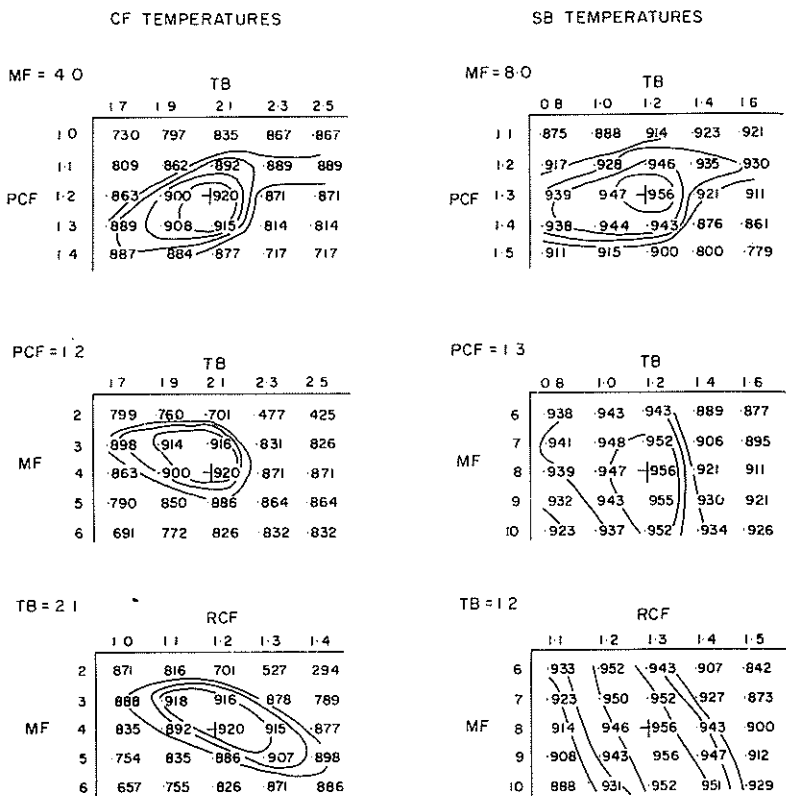 CF TEMPERATURES
SB TEMPERATURES
MF = 4 0
TB
1 7 1 9 2 1 2·3 2·5
1 0 730 797 835 867 ·867
1·1 809 862 ·892 ·889 889
PCF 1·2 ·863 ·900 ·920 ·871 ·871
1 3 ·889 ·908 ·915 ·814 ·814
1 4 887 884 ·877 ·717 ·717
MF = 8·0
TB
0 8 1·0 1·2 1·4 1 6
1 1 ·875 ·888 914 ·923 ·921
1·2 ·917 ·928 ·946 ·935 ·930
PCF 1·3 939 947 ·956 ·921 911
1·4 ·938 ·944 ·943 ·876 ·861
1·5 ·911 ·915 ·900 ·800 ·779
PCF = 1 2
TB
1 7 1 9 2 1 2·3 2 5
2 799 ·760 ·701 ·477 425
3 ·898 ·914 ·916 ·831 826
MF 4 ·863 ·900 ·920 ·871 ·871
5 ·790 850 ·886 ·864 ·864
6 691 ·772 826 ·832 ·832
PCF = 1 3
TB
0 8 1·0 1·2 1 4 1·6
6 ·938 ·943 ·943 ·889 ·877
7 ·941 ·948 ·952 ·906 ·895
MF 8 ·939 ·947 ·956 ·921 911
9 932 ·943 955 ·930 ·921
10 ·923 ·937 ·952 ·934 ·926
TB = 2 1
RCF
1 0 1 1 1·2 1·3 1·4
2 871 816 701 527 294
3 888 918 916 878 789
MF 4 835 ·892 ·920 915 ·877
5 ·754 835 ·886 ·907 ·898
6 657 ·755 ·826 ·871 886
TB = 1 2
RCF
1·1 1·2 1·3 1·4 1·5
6 ·933 ·952 ·943 ·907 ·842
7 ·923 ·950 ·952 ·927 ·873
MF 8 914 ·946 ·956 ·943 ·900
9 ·908 ·943 956 ·947 ·912
10 888 931 ·952 951 ·929